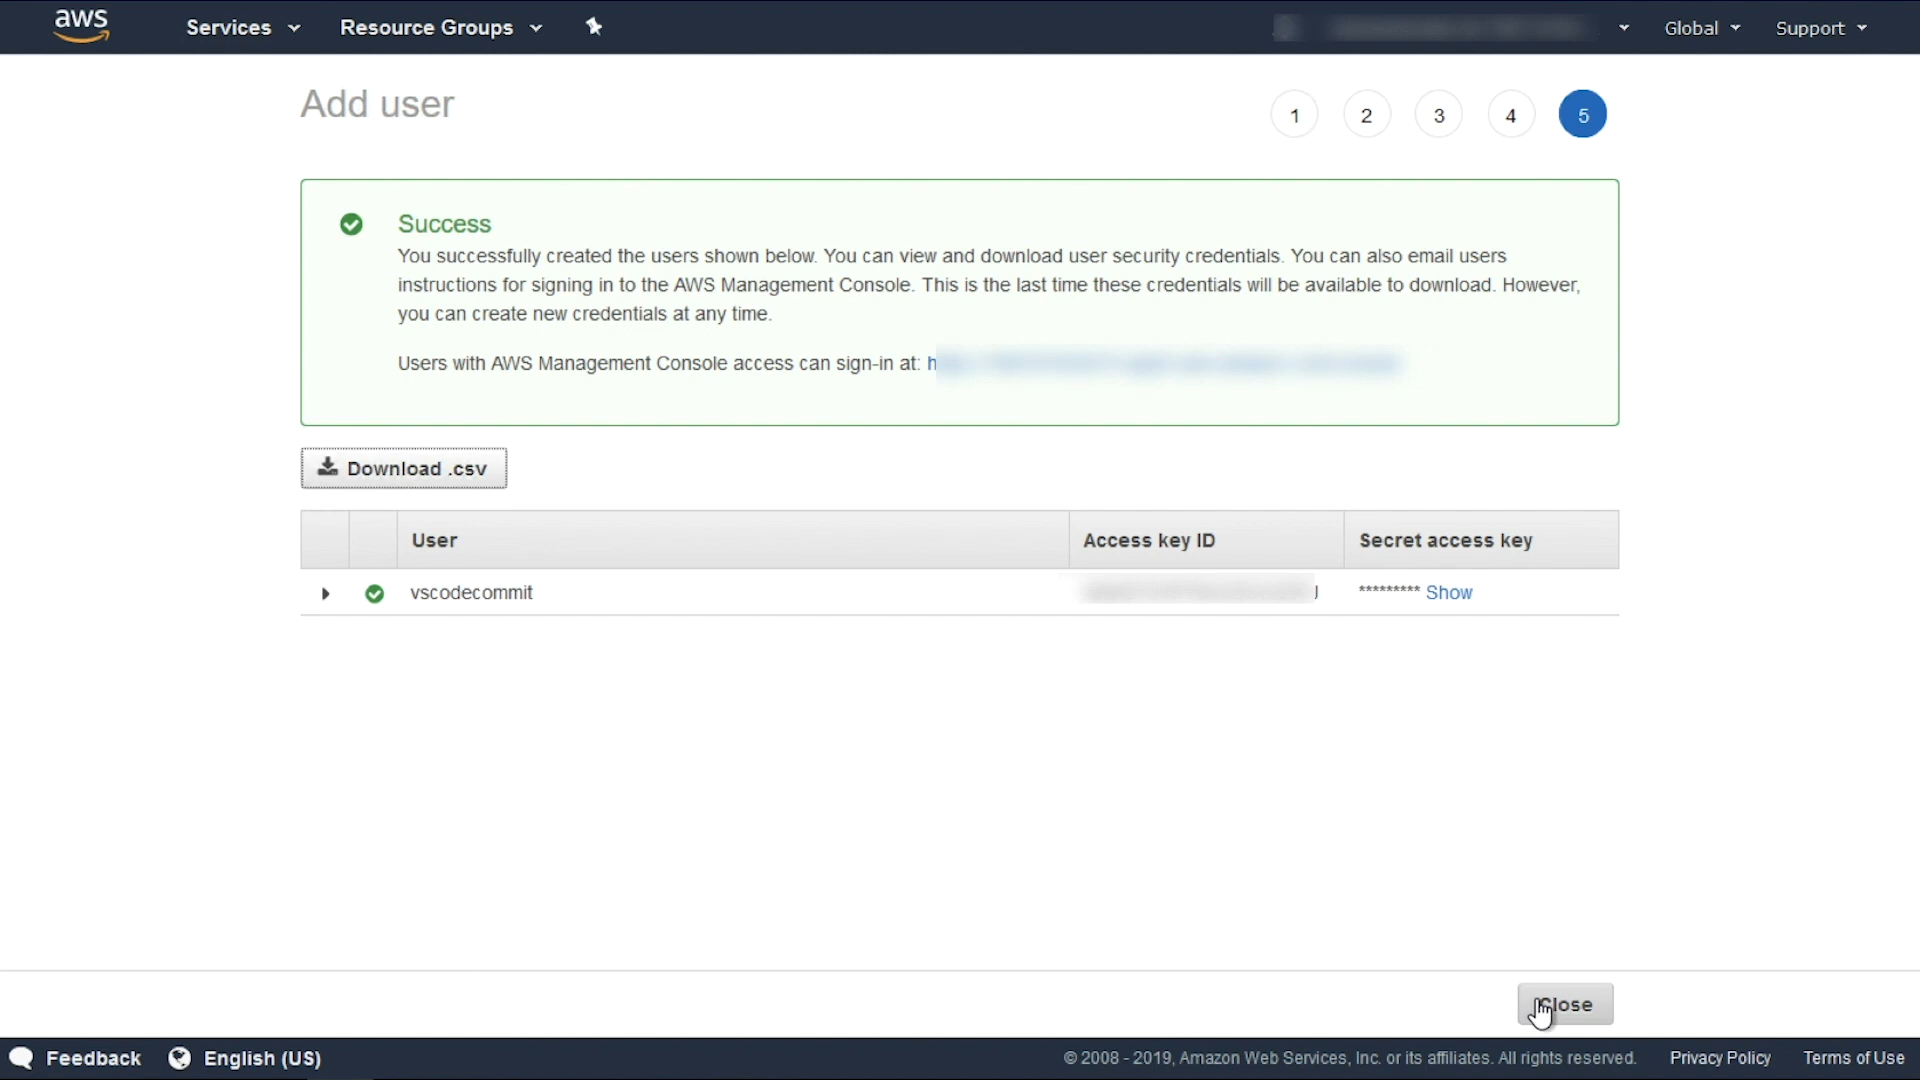 aws Services Resource Groups Global Support
Add user
1 2 3 4 5
Success
You successfully created the users shown below. You can view and download user security credentials. You can also email users
instructions for signing in to the AWS Management Console. This is the last time these credentials will be available to download. However,
you can create new credentials at any time.
Users with AWS Management Console access can sign-in at:
Download .csv
User Access key ID Secret access key
vscodecommit ********* Show
Close
Feedback English (US) © 2008 - 2019, Amazon Web Services, Inc. or its affiliates. All rights reserved. Privacy Policy Terms of Use